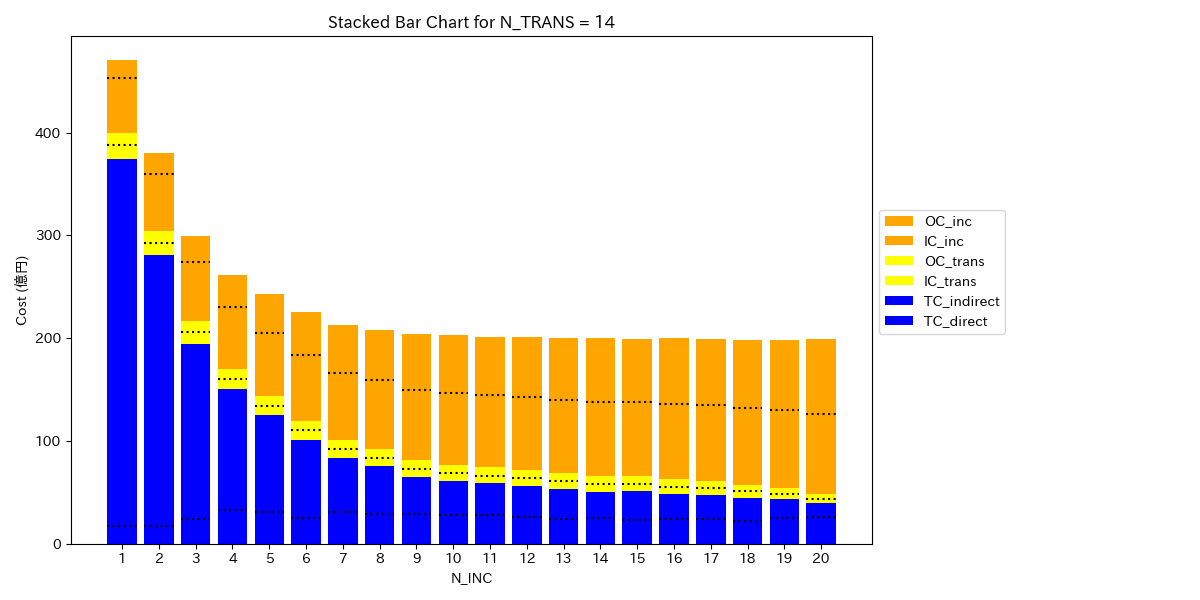 Stacked Bar Chart for N_TRANS = 14
Cost (億円)
400
300
200
100
0
1 2 3 4 5 6 7 8 9 10 11 12 13 14 15 16 17 18 19 20
N_INC
OC_inc
IC_inc
OC_trans
IC_trans
TC_indirect
TC_direct